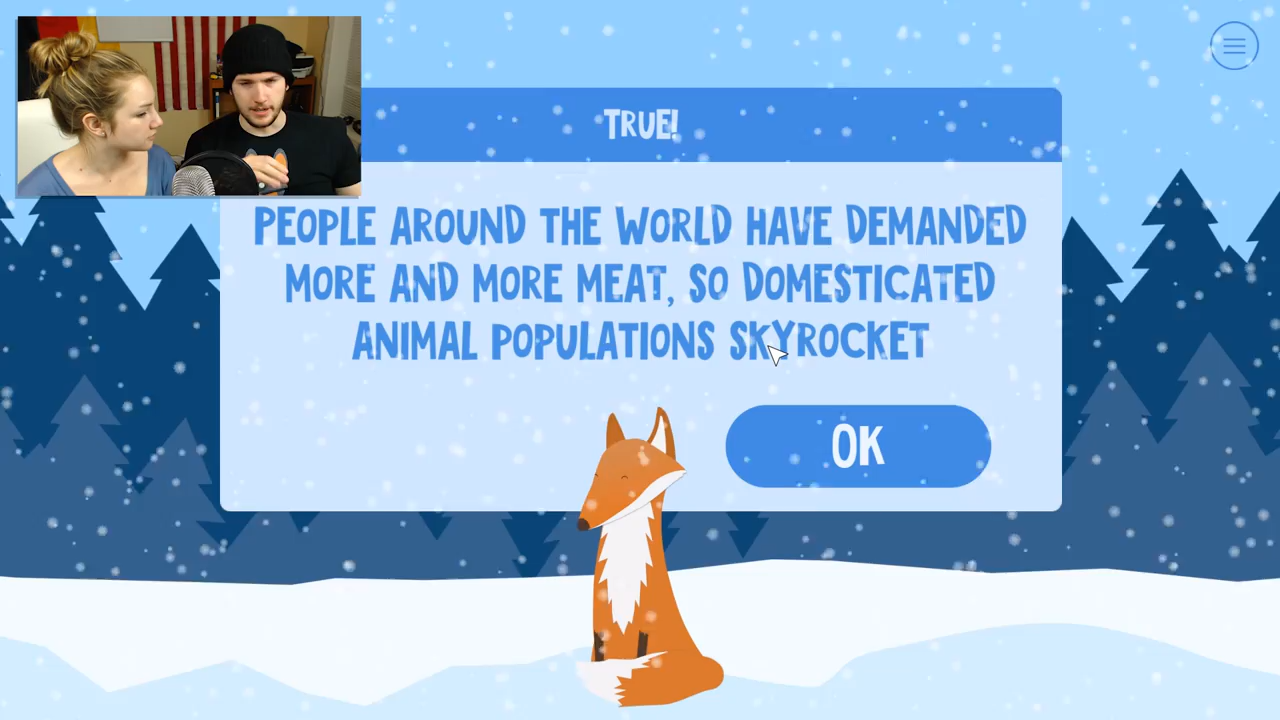 TRUE!
PEOPLE AROUND THE WORLD HAVE DEMANDED
MORE AND MORE MEAT, SO DOMESTICATED
ANIMAL POPULATIONS SKYROCKET
OK